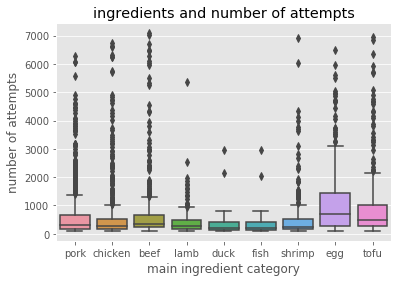 ingredients and number of attempts
number of attempts
7000
6000
5000
4000
3000
2000
1000
0
pork chicken beef lamb duck fish shrimp egg tofu
main ingredient category